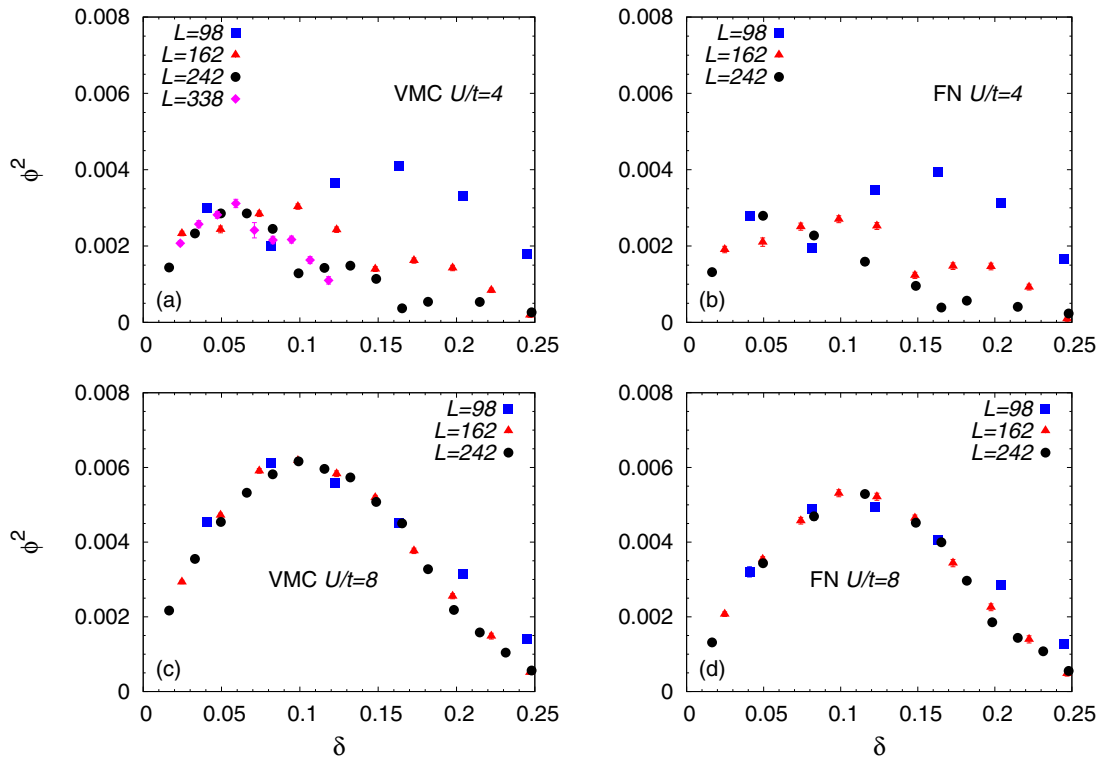 0.008
0.006
0.004
0.002
0
ϕ²
L=98
L=162
L=242
L=338
VMC U/t=4
(a)
0 0.05 0.1 0.15 0.2 0.25
0.008
0.006
0.004
0.002
0
L=98
L=162
L=242
FN U/t=4
(b)
0 0.05 0.1 0.15 0.2 0.25
0.008
0.006
0.004
0.002
0
ϕ²
L=98
L=162
L=242
VMC U/t=8
(c)
0 0.05 0.1 0.15 0.2 0.25
δ
0.008
0.006
0.004
0.002
0
L=98
L=162
L=242
FN U/t=8
(d)
0 0.05 0.1 0.15 0.2 0.25
δ